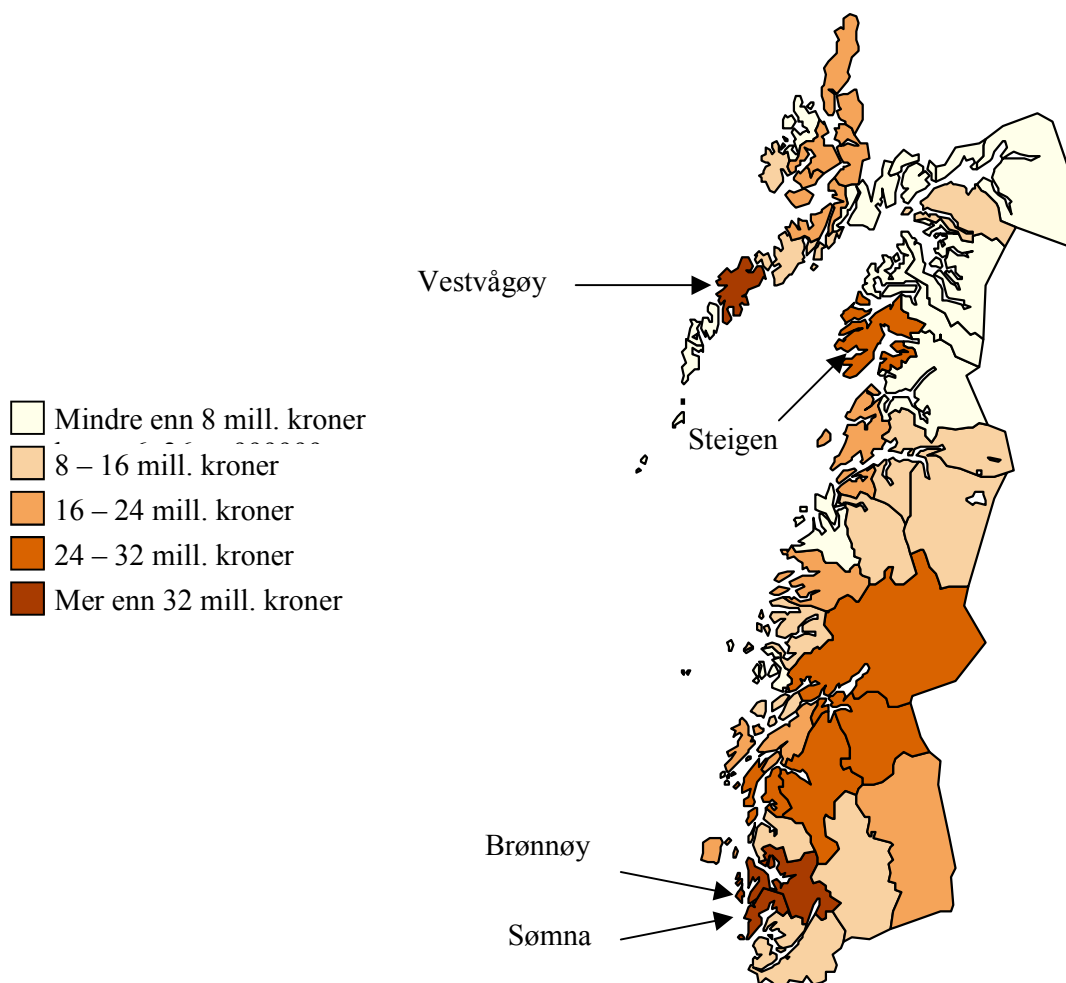 Vestvågøy
Mindre enn 8 mill. kroner
Steigen
8 – 16 mill. kroner
16 – 24 mill. kroner
24 – 32 mill. kroner
Mer enn 32 mill. kroner
Brønnøy
Sømna